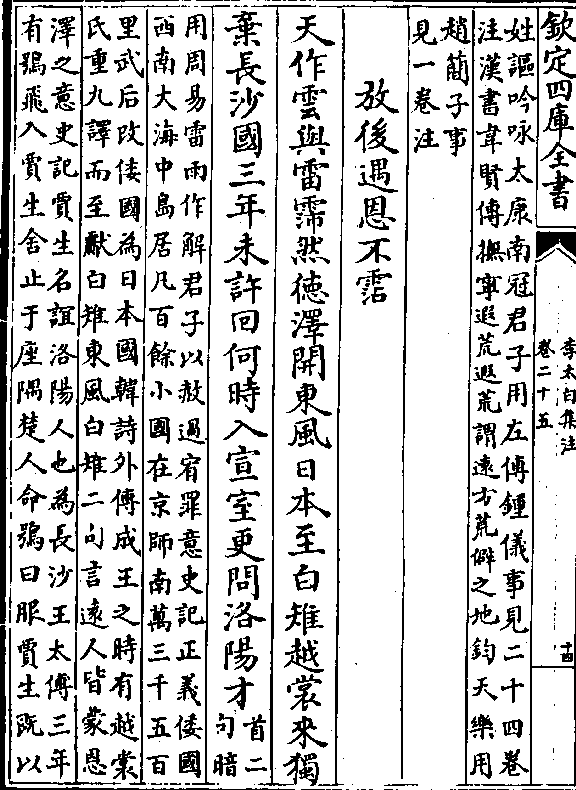 欽定四庫全書
李太白集注
卷二十五
十四
姓謳吟咏太康南冠君子用左傳鍾儀事見二十四卷
注漢書韋賢傳撫寧遐荒遐荒謂遠方荒僻之地鈞天樂用
趙簡子事
見一卷注
放後遇恩不霑
天作雲與雷霈然德澤開東風日本至白雉越裳來獨
棄長沙國三年未許回何時入宣室更問洛陽才首二
句暗
用周易雷雨作解君子以赦過宥罪意史記正義倭國
西南大海中島居凡百餘小國在京師南萬三千五百
里武后改倭國為日本國韓詩外傳成王之時有越裳
氏重九譯而至獻白雉東風白雉二句言遠人皆蒙恩
澤之意史記賈生名誼洛陽人也為長沙王太傅三年
有鴞飛入賈生舍止于座隅楚人命鴞曰服賈生既以